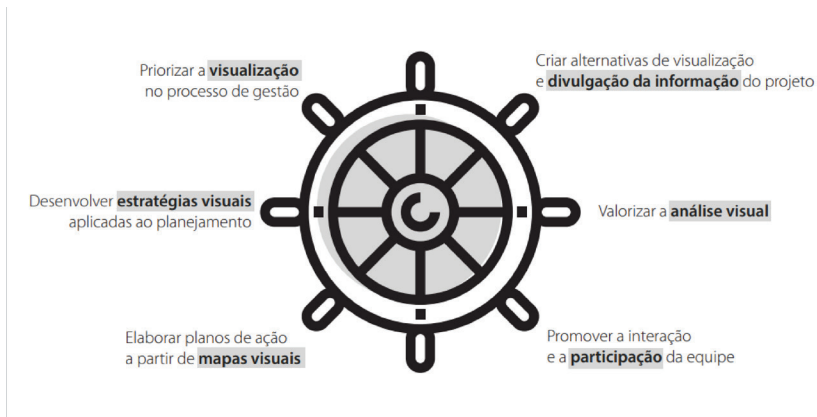 Priorizar a visualização
no processo de gestão
Criar alternativas de visualização
e divulgação da informação do projeto
Desenvolver estratégias visuais
aplicadas ao planejamento
Valorizar a análise visual
Elaborar planos de ação
a partir de mapas visuais
Promover a interação
e a participação da equipe